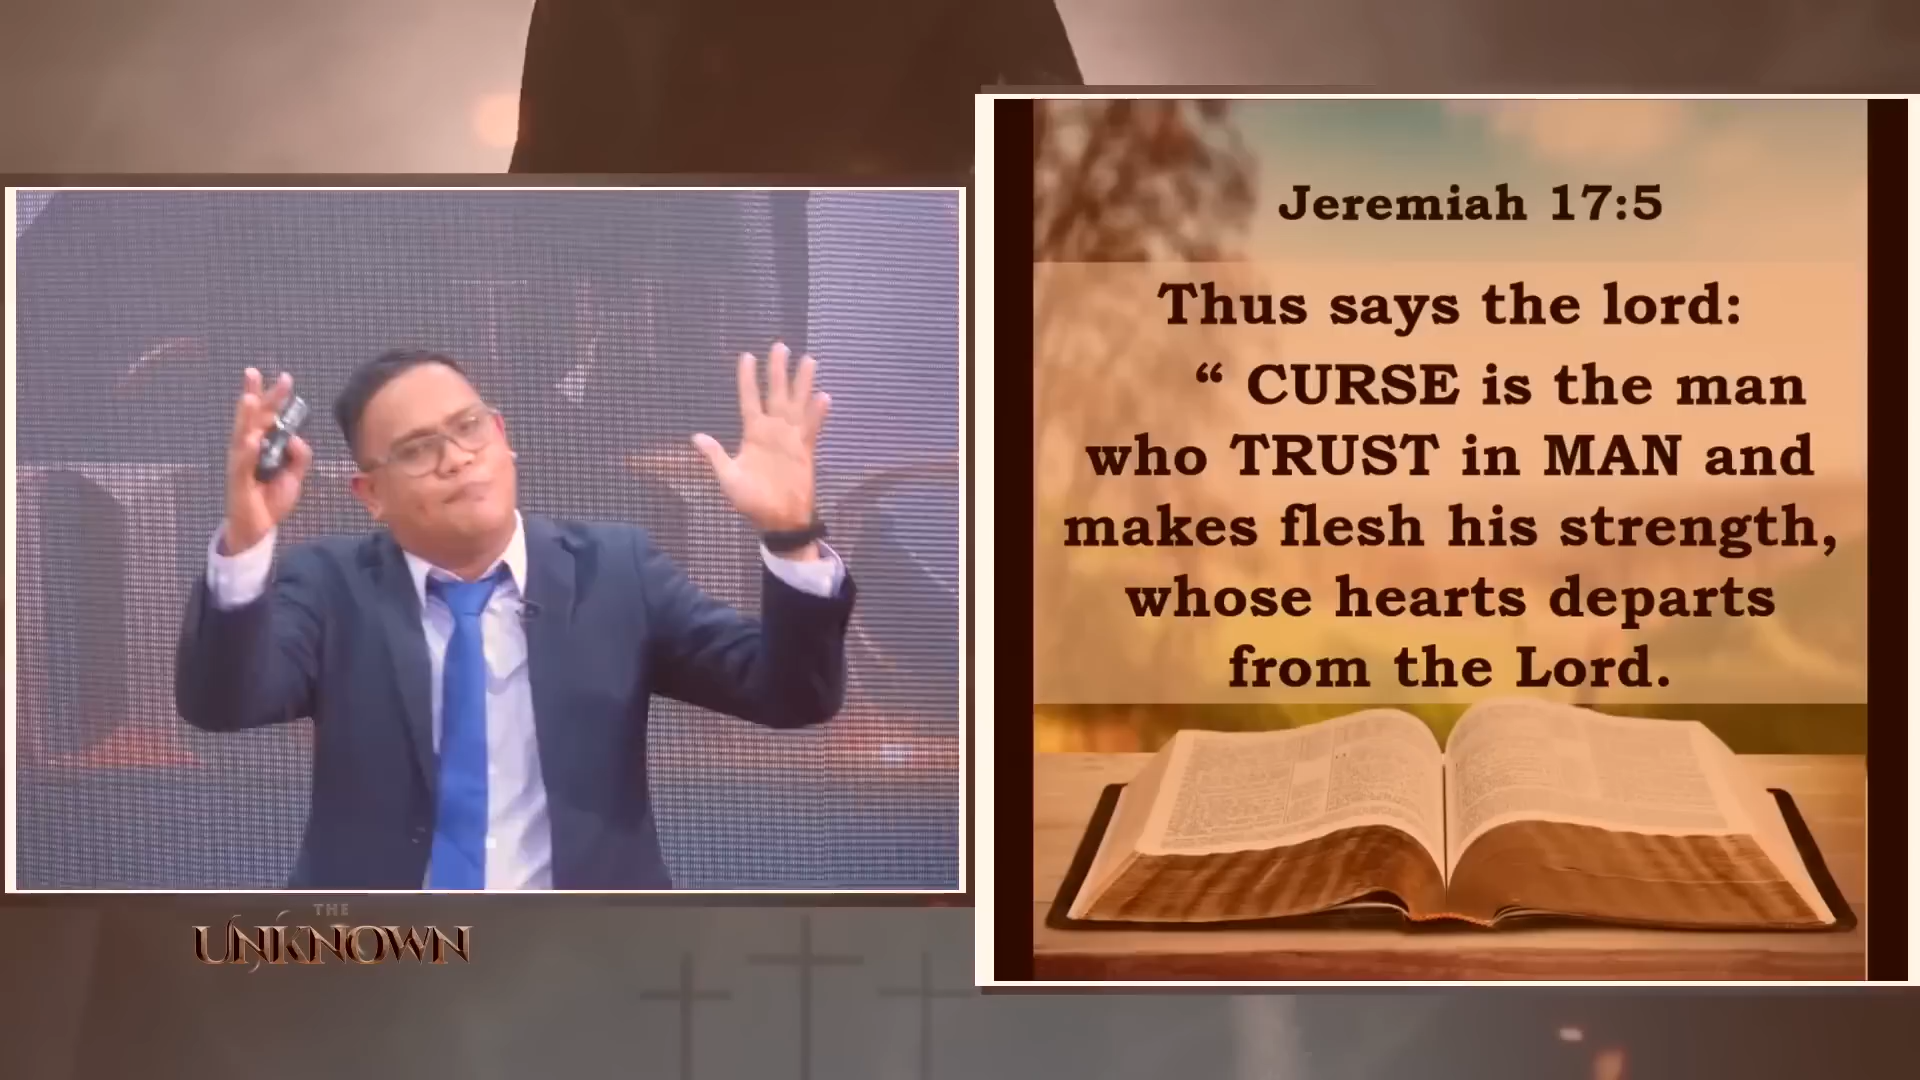 Jeremiah 17:5
Thus says the lord:
“ CURSE is the man
who TRUST in MAN and
makes flesh his strength,
whose hearts departs
from the Lord.
THE
UNKNOWN